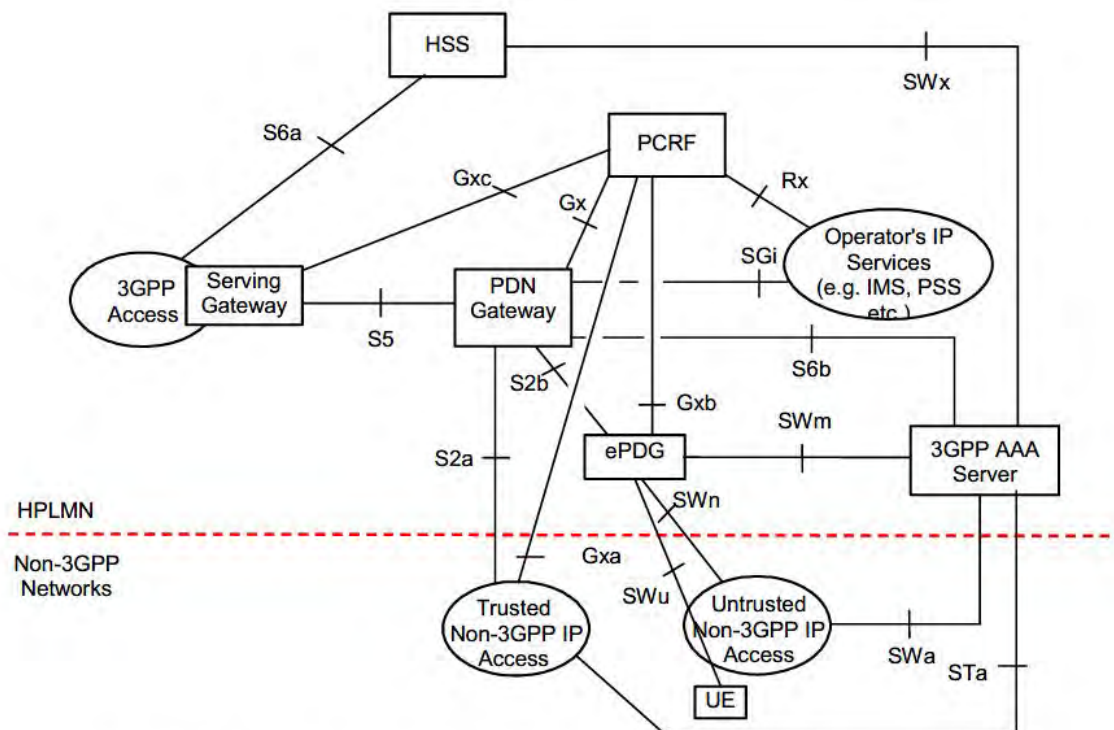 HSS
SWx
S6a
PCRF
Gxc
Gx
Rx
Operator's IP
Services
(e.g. IMS, PSS
etc.)
SGi
3GPP
Access
Serving
Gateway
PDN
Gateway
S5
S6b
S2b
Gxb
SWm
ePDG
3GPP AAA
Server
S2a
SWn
HPLMN
Non-3GPP
Networks
Gxa
SWu
Trusted
Non-3GPP IP
Access
Untrusted
Non-3GPP IP
Access
SWa
STa
UE